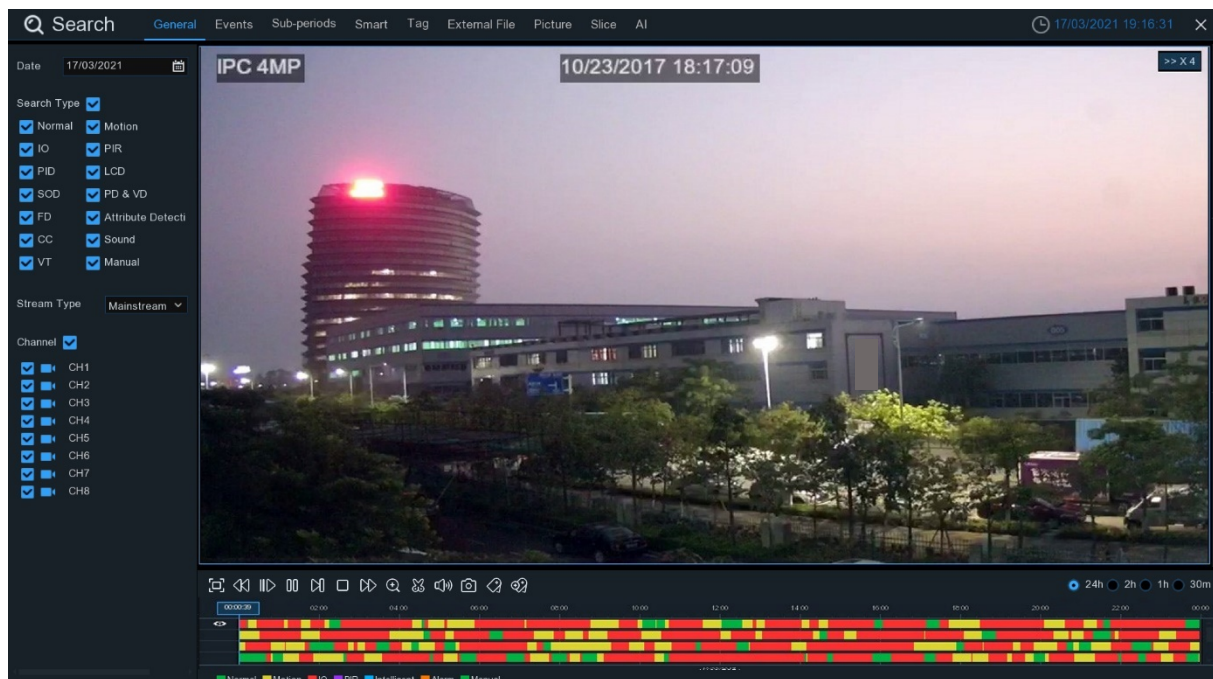 Search General Events Sub-periods Smart Tag External File Picture Slice AI 17/03/2021 19:16:31
Date 17/03/2021
IPC 4MP 10/23/2017 18:17:09 >> X 4
Search Type
Normal Motion
IO PIR
PID LCD
SOD PD & VD
FD Attribute Detecti
CC Sound
VT Manual
Stream Type Mainstream
Channel
CH1
CH2
CH3
CH4
CH5
CH6
CH7
CH8
24h 2h 1h 30m
00:00:39 02:00 04:00 06:00 08:00 10:00 12:00 14:00 16:00 18:00 20:00 22:00 00:00
Normal Motion IO PIR Intelligent Alarm Manual